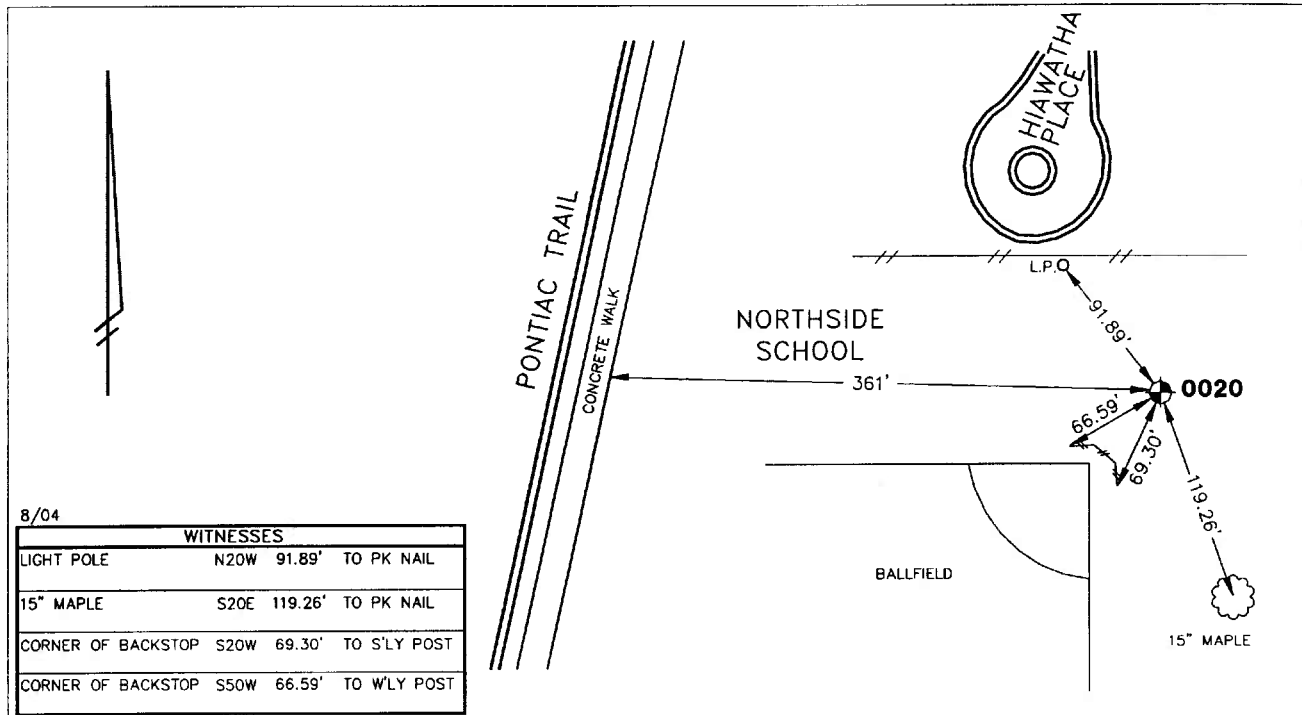 HIAWATHA
PLACE
PONTIAC TRAIL
CONCRETE WALK
L.P.
91.89'
NORTHSIDE
SCHOOL
361'
0020
66.59'
69.30'
119.26'
BALLFIELD
15" MAPLE
8/04
WITNESSES
LIGHT POLE N20W 91.89' TO PK NAIL
15" MAPLE S20E 119.26' TO PK NAIL
CORNER OF BACKSTOP S20W 69.30' TO S'LY POST
CORNER OF BACKSTOP S50W 66.59' TO W'LY POST